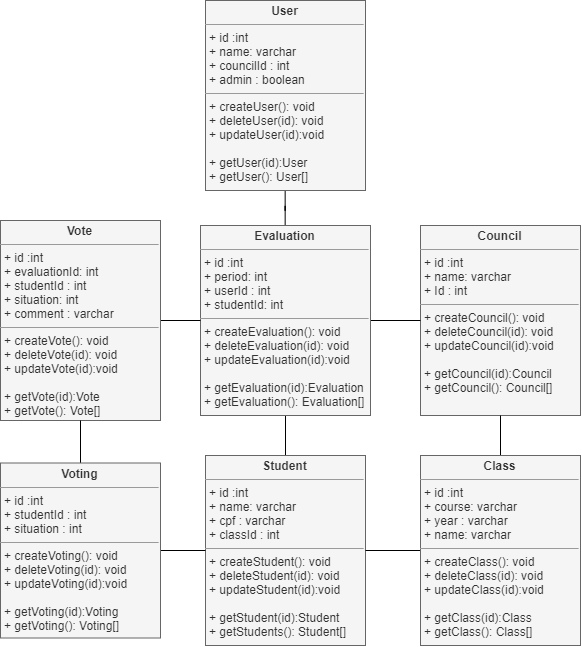 User
+ id :int
+ name: varchar
+ councilId : int
+ admin : boolean
+ createUser(): void
+ deleteUser(id): void
+ updateUser(id):void
+ getUser(id):User
+ getUser(): User[]
Vote
+ id :int
+ evaluationId: int
+ studentId : int
+ situation: int
+ comment : varchar
+ createVote(): void
+ deleteVote(id): void
+ updateVote(id):void
+ getVote(id):Vote
+ getVote(): Vote[]
Evaluation
+ id :int
+ period: int
+ userId : int
+ studentId: int
+ createEvaluation(): void
+ deleteEvaluation(id): void
+ updateEvaluation(id):void
+ getEvaluation(id):Evaluation
+ getEvaluation(): Evaluation[]
Council
+ id :int
+ name: varchar
+ Id : int
+ createCouncil(): void
+ deleteCouncil(id): void
+ updateCouncil(id):void
+ getCouncil(id):Council
+ getCouncil(): Council[]
Voting
+ id :int
+ studentId : int
+ situation : int
+ createVoting(): void
+ deleteVoting(id): void
+ updateVoting(id):void
+ getVoting(id):Voting
+ getVoting(): Voting[]
Student
+ id :int
+ name: varchar
+ cpf : varchar
+ classId : int
+ createStudent(): void
+ deleteStudent(id): void
+ updateStudent(id):void
+ getStudent(id):Student
+ getStudents(): Student[]
Class
+ id :int
+ course: varchar
+ year : varchar
+ name: varchar
+ createClass(): void
+ deleteClass(id): void
+ updateClass(id):void
+ getClass(id):Class
+ getClass(): Class[]